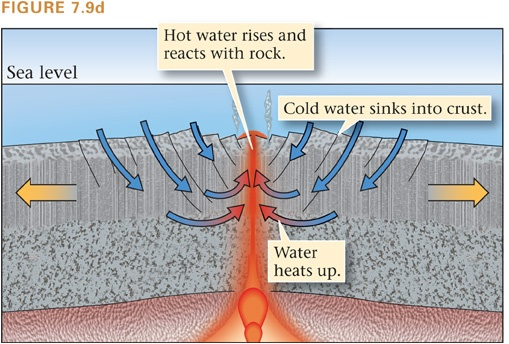 FIGURE 7.9d
Hot water rises and
reacts with rock.
Sea level
Cold water sinks into crust.
Water
heats up.